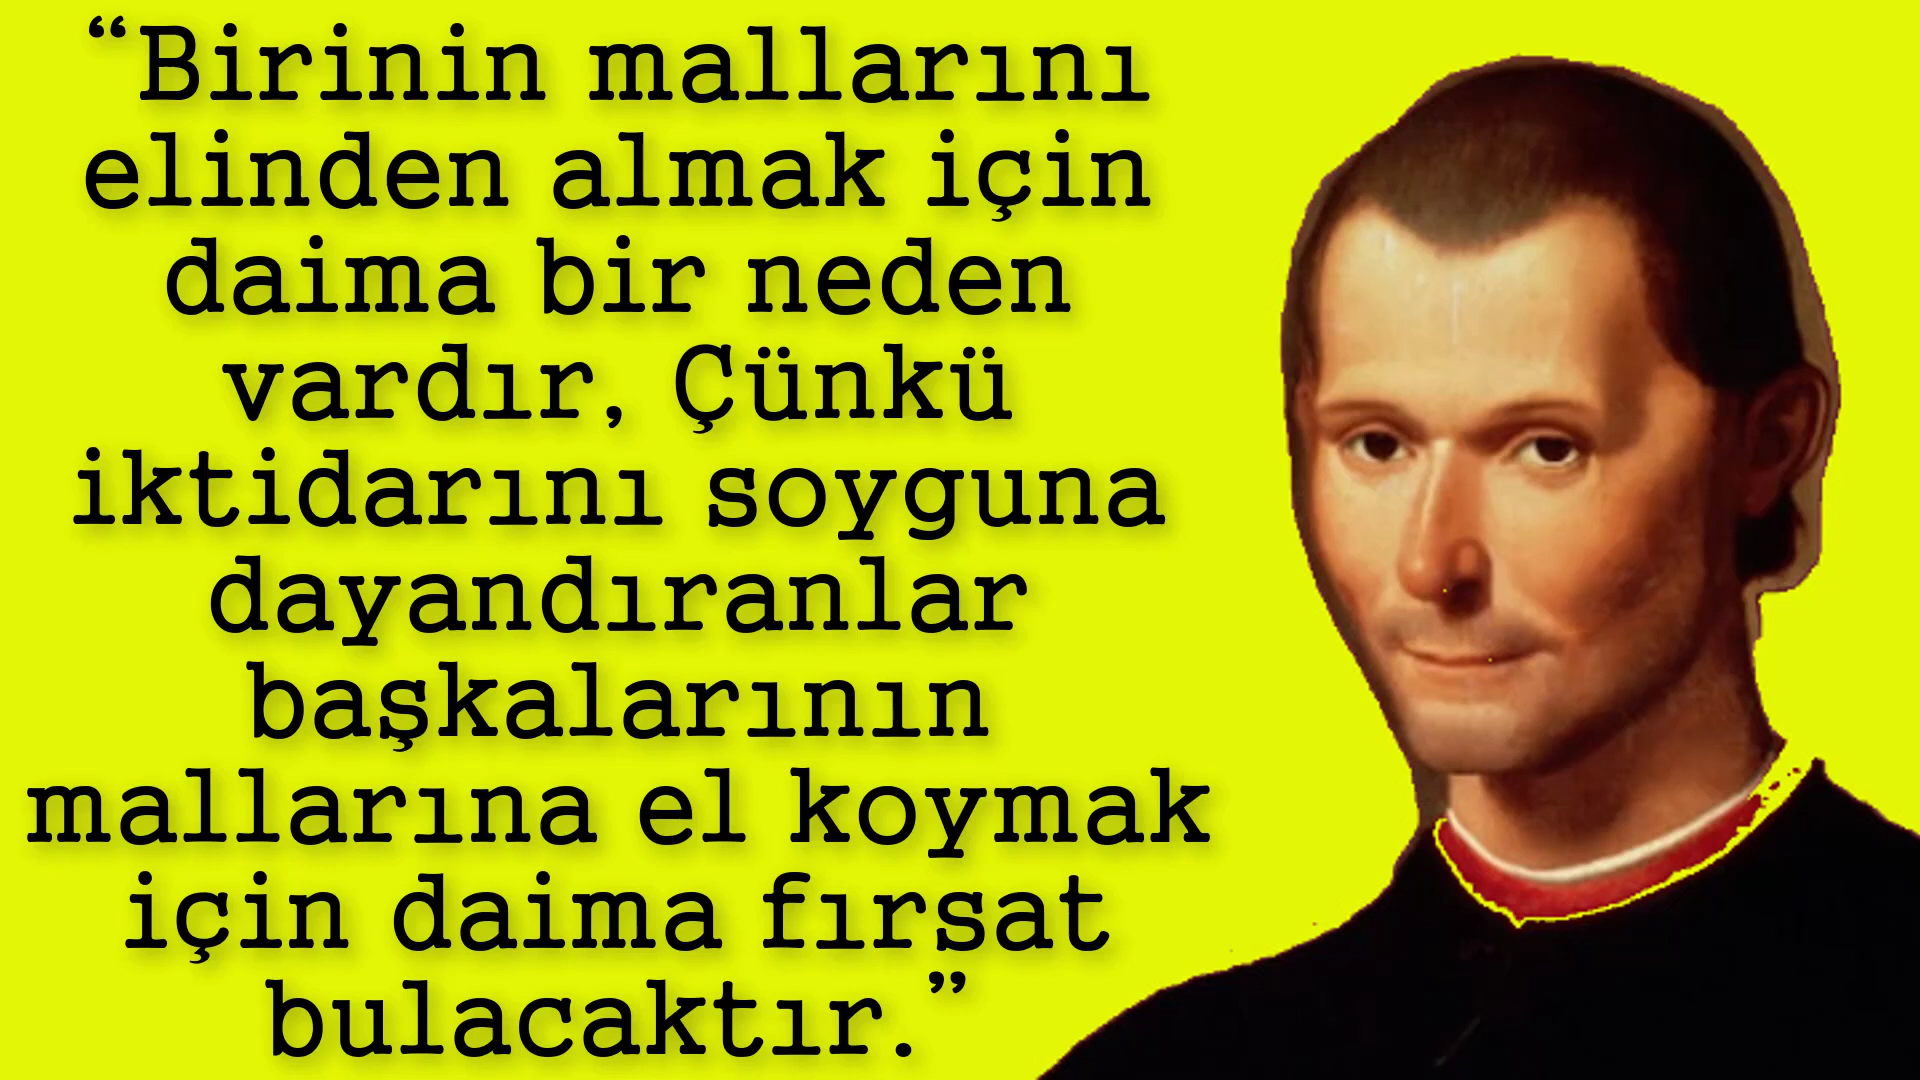 “Birinin mallarını
elinden almak için
daima bir neden
vardır, Çünkü
iktidarını soyguna
dayandıranlar
başkalarının
mallarına el koymak
için daima fırsat
bulacaktır.”